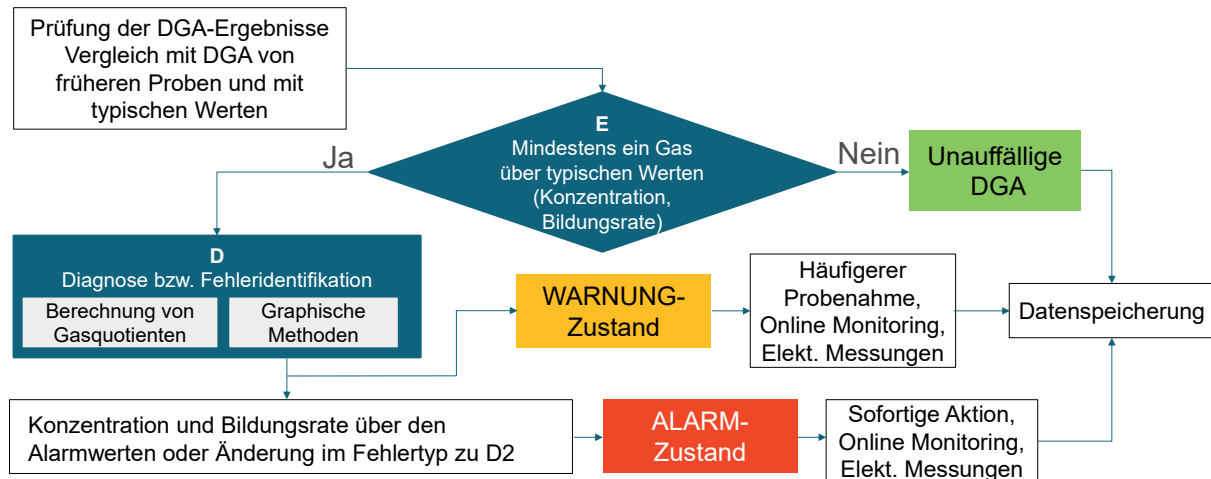 Prüfung der DGA-Ergebnisse
Vergleich mit DGA von
früheren Proben und mit
typischen Werten
E
Mindestens ein Gas
über typischen Werten
(Konzentration,
Bildungsrate)
Ja
Nein
Unauffällige
DGA
D
Diagnose bzw. Fehleridentifikation
Berechnung von
Gasquotienten
Graphische
Methoden
WARNUNG-
Zustand
Häufigerer
Probenahme,
Online Monitoring,
Elekt. Messungen
Datenspeicherung
Konzentration und Bildungsrate über den
Alarmwerten oder Änderung im Fehlertyp zu D2
ALARM-
Zustand
Sofortige Aktion,
Online Monitoring,
Elekt. Messungen